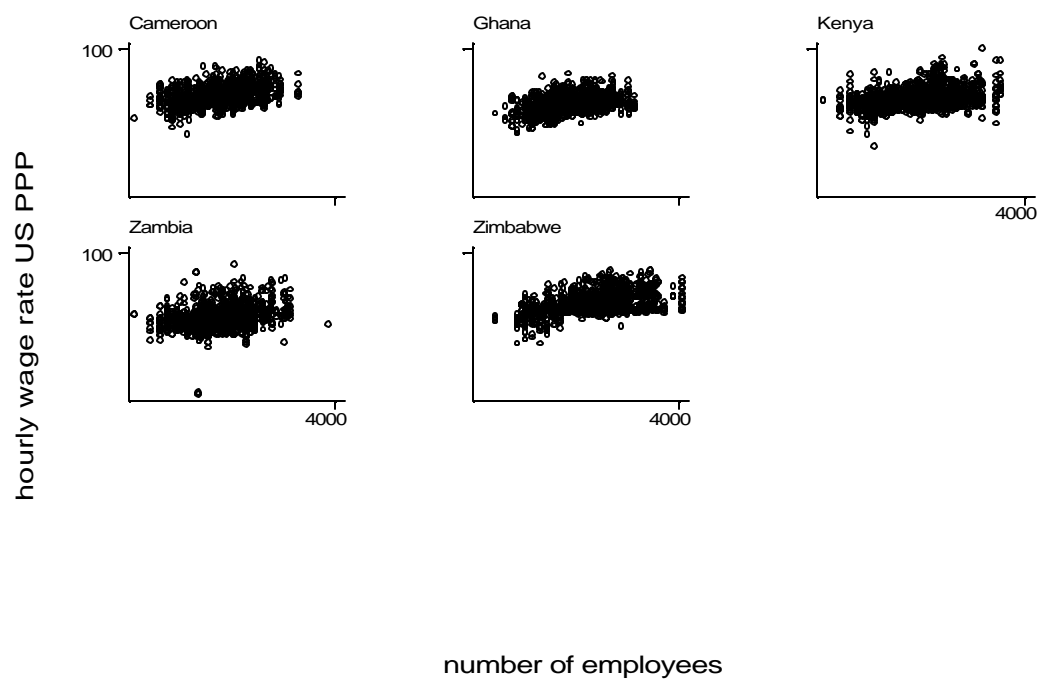 Cameroon
Ghana
Kenya
100
4000
Zambia
Zimbabwe
100
4000
4000
hourly wage rate US PPP
number of employees